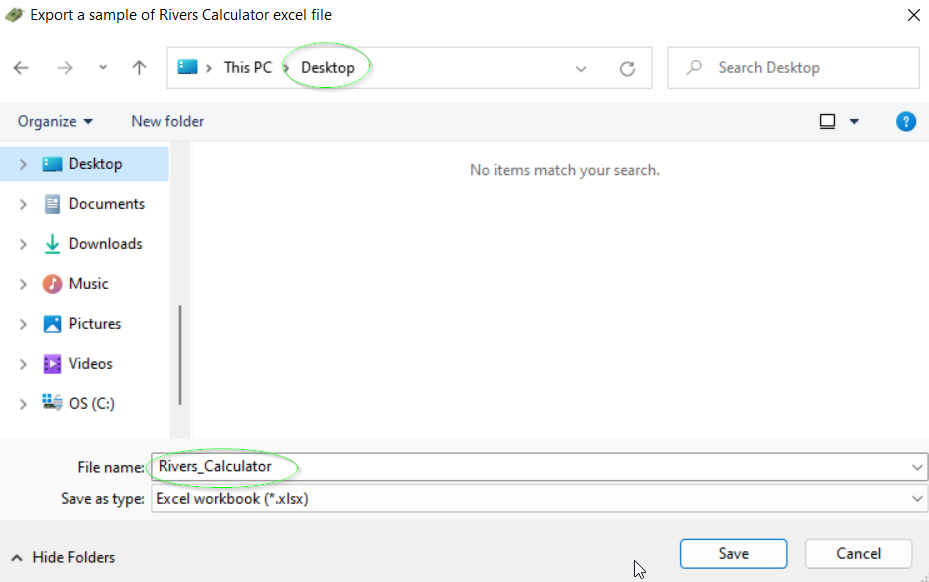 Export a sample of Rivers Calculator excel file
This PC Desktop
Search Desktop
Organize New folder
?
Desktop
No items match your search.
Documents
Downloads
Music
Pictures
Videos
OS (C:)
File name: Rivers_Calculator
Save as type: Excel workbook (*.xlsx)
Hide Folders
Save Cancel